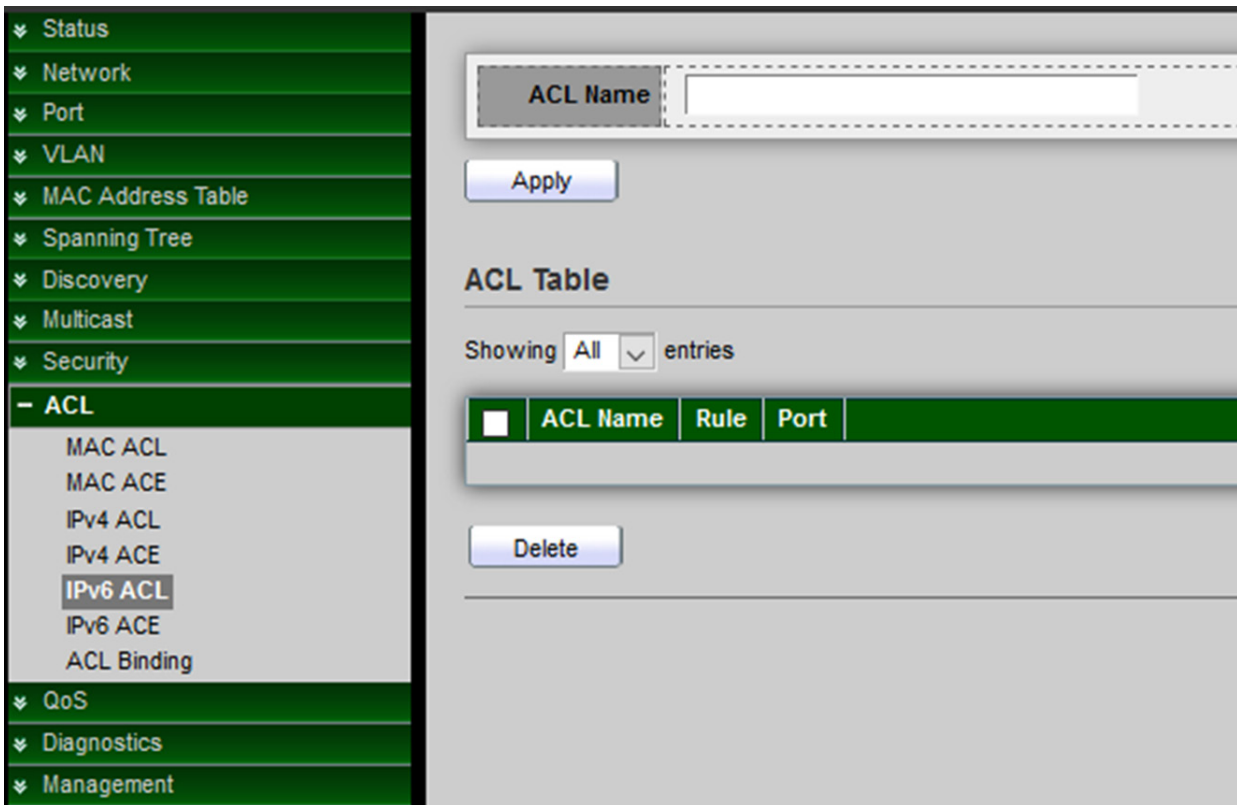 Status
Network
Port
VLAN
MAC Address Table
Spanning Tree
Discovery
Multicast
Security
ACL
MAC ACL
MAC ACE
IPv4 ACL
IPv4 ACE
IPv6 ACL
IPv6 ACE
ACL Binding
QoS
Diagnostics
Management
ACL Name
Apply
ACL Table
Showing All entries
ACL Name Rule Port
Delete